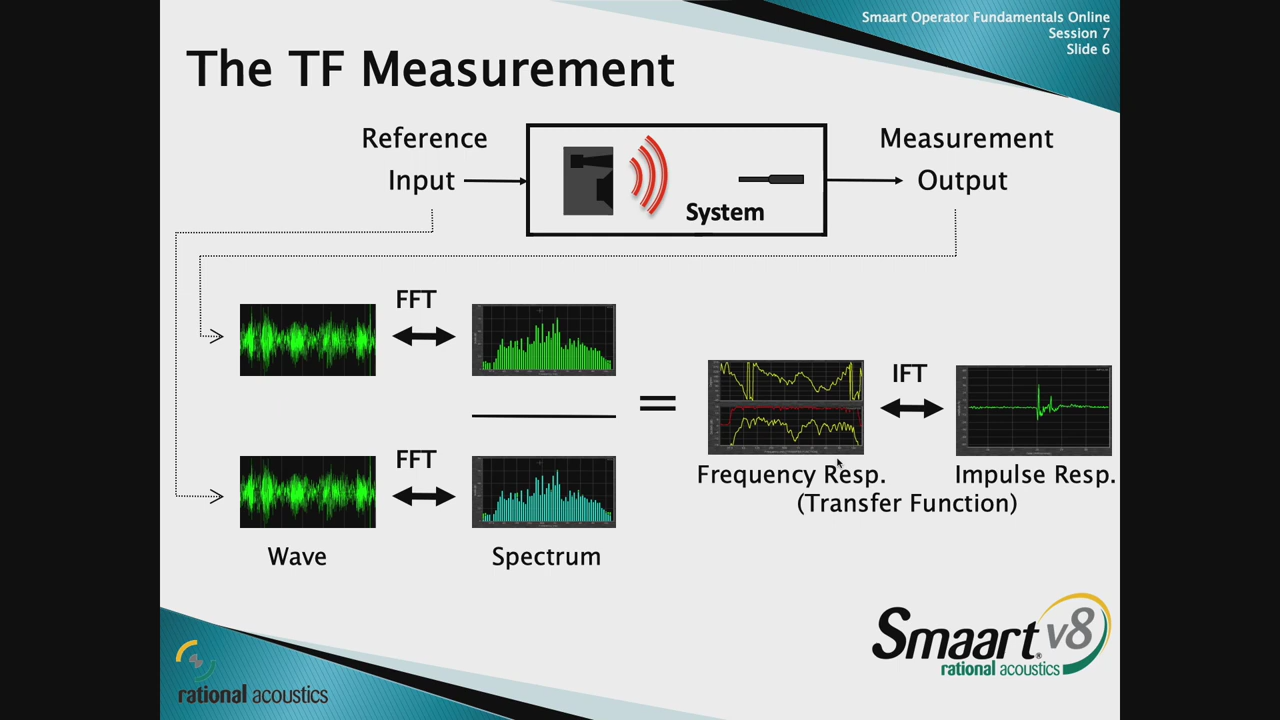 Smaart Operator Fundamentals Online
Session 7
Slide 6
The TF Measurement
Reference
Input
System
Measurement
Output
FFT
FFT
=
IFT
Frequency Resp.
Impulse Resp.
(Transfer Function)
Wave
Spectrum
Smaart® v8
rational acoustics
rational acoustics